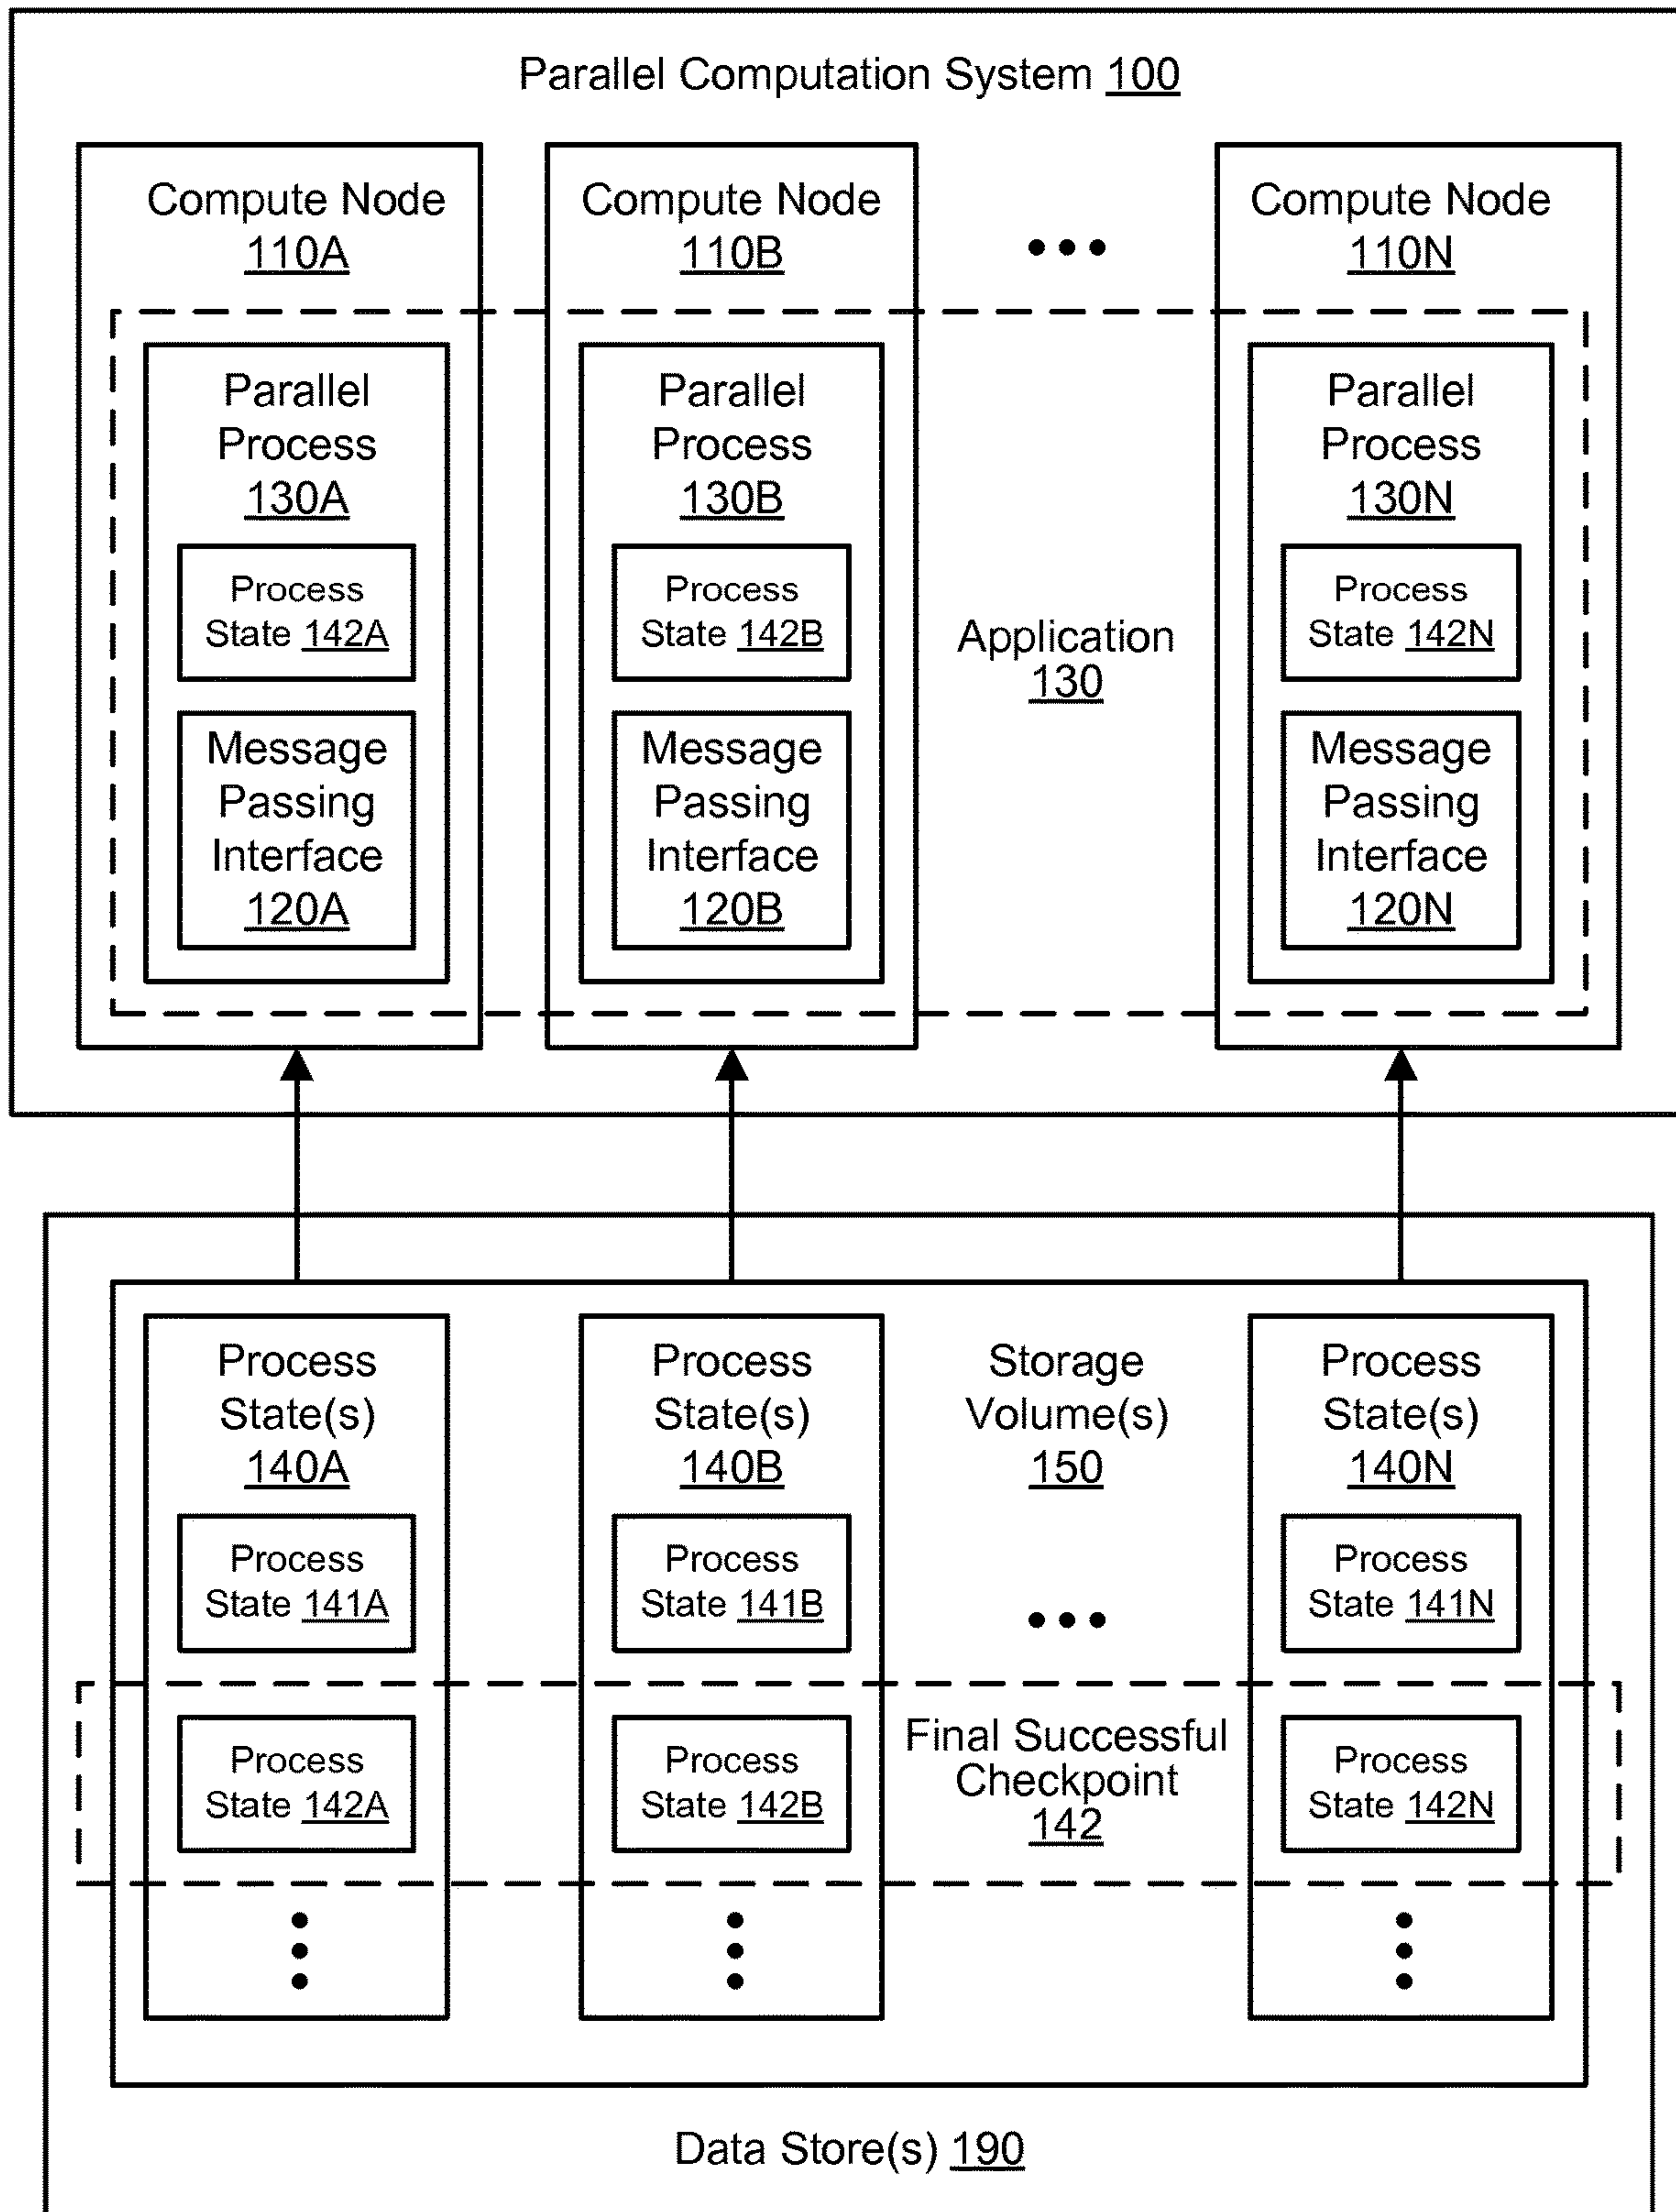 Parallel Computation System 100
Compute Node
110A
Compute Node
110B
Compute Node
110N
Parallel
Process
130A
Process
State 142A
Message
Passing
Interface
120A
Parallel
Process
130B
Process
State 142B
Message
Passing
Interface
120B
Application
130
Parallel
Process
130N
Process
State 142N
Message
Passing
Interface
120N
Process
State(s)
140A
Process
State 141A
Process
State 142A
Process
State(s)
140B
Process
State 141B
Process
State 142B
Storage
Volume(s)
150
Final Successful
Checkpoint
142
Process
State(s)
140N
Process
State 141N
Process
State 142N
Data Store(s) 190